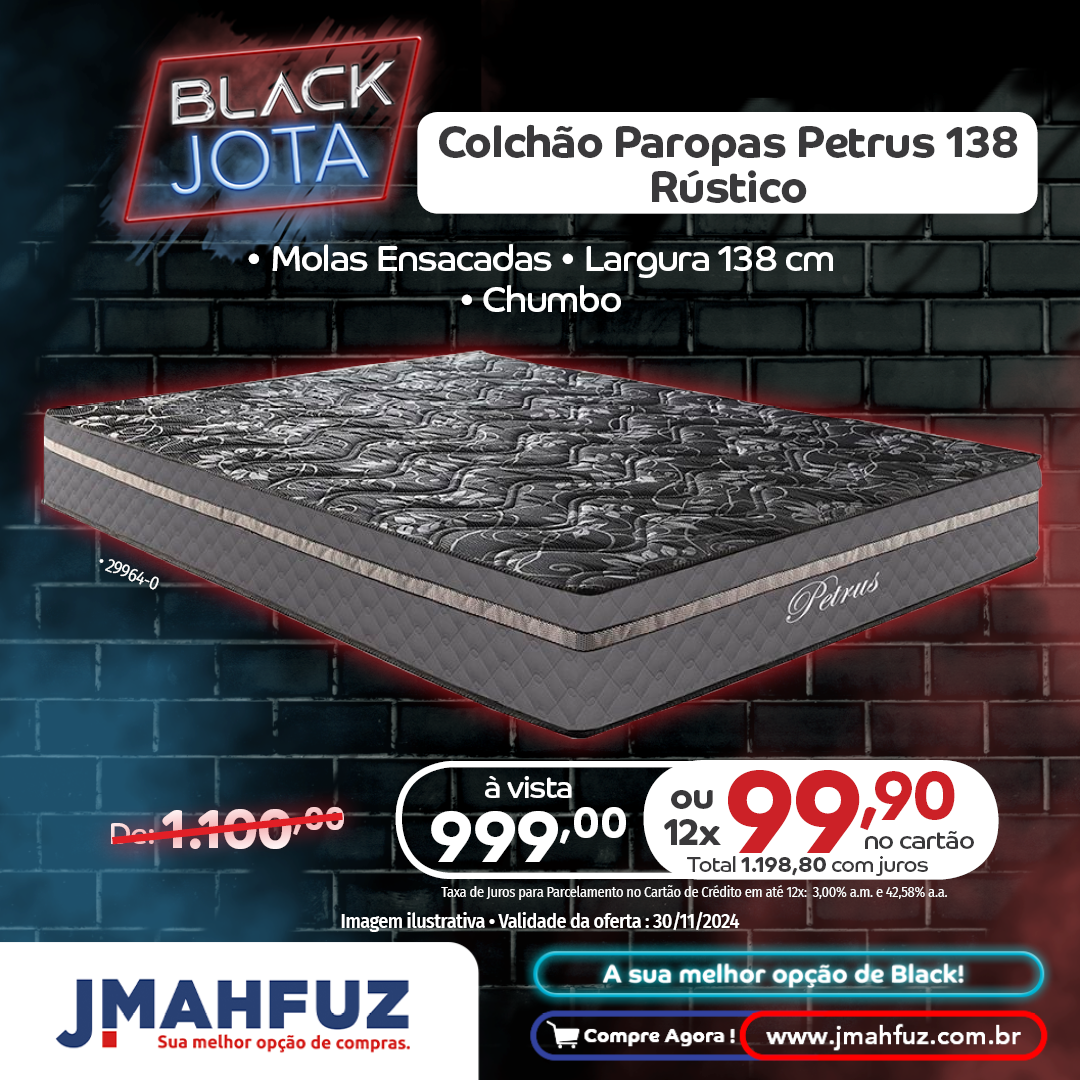 BLACK
JOTA
Colchão Paropas Petrus 138
Rústico
• Molas Ensacadas • Largura 138 cm
• Chumbo
• 29964-0
Petrus
De: 1.100,00
à vista
999,00
ou
12x 99,90
no cartão
Total 1.198,80 com juros
Taxa de Juros para Parcelamento no Cartão de Crédito em até 12x: 3,00% a.m. e 42,58% a.a.
Imagem ilustrativa • Validade da oferta : 30/11/2024
JMAHFUZ
Sua melhor opção de compras.
A sua melhor opção de Black!
Compre Agora !
www.jmahfuz.com.br